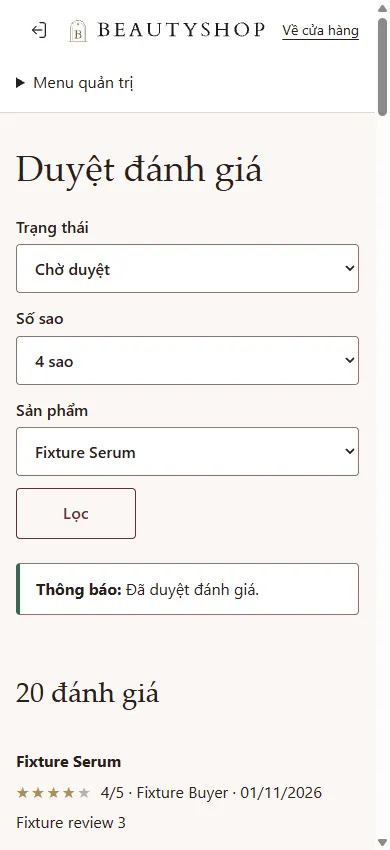 B BEAUTYSHOP Về cửa hàng
▶ Menu quản trị
Duyệt đánh giá
Trạng thái
Chờ duyệt
Số sao
4 sao
Sản phẩm
Fixture Serum
Lọc
Thông báo: Đã duyệt đánh giá.
20 đánh giá
Fixture Serum
★★★★★ 4/5 · Fixture Buyer · 01/11/2026
Fixture review 3